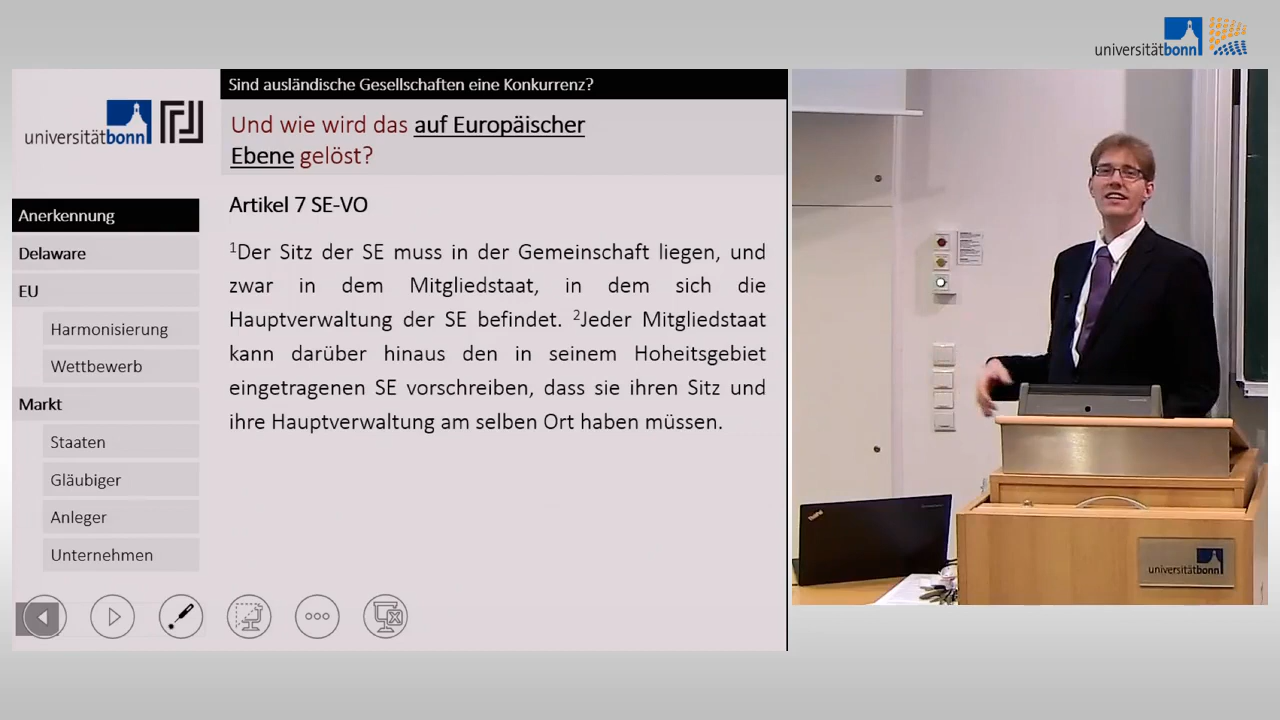 universitätbonn
Sind ausländische Gesellschaften eine Konkurrenz?
universitätbonn
Und wie wird das auf Europäischer
Ebene gelöst?
Anerkennung
Delaware
EU
Harmonisierung
Wettbewerb
Markt
Staaten
Gläubiger
Anleger
Unternehmen
Artikel 7 SE-VO
¹Der Sitz der SE muss in der Gemeinschaft liegen, und
zwar in dem Mitgliedstaat, in dem sich die
Hauptverwaltung der SE befindet. ²Jeder Mitgliedstaat
kann darüber hinaus den in seinem Hoheitsgebiet
eingetragenen SE vorschreiben, dass sie ihren Sitz und
ihre Hauptverwaltung am selben Ort haben müssen.
universitätbonn